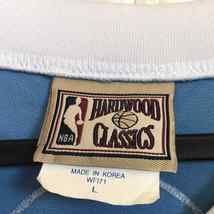 HARDWOOD
NBA
CLASSICS
MADE IN KOREA
WF171
L